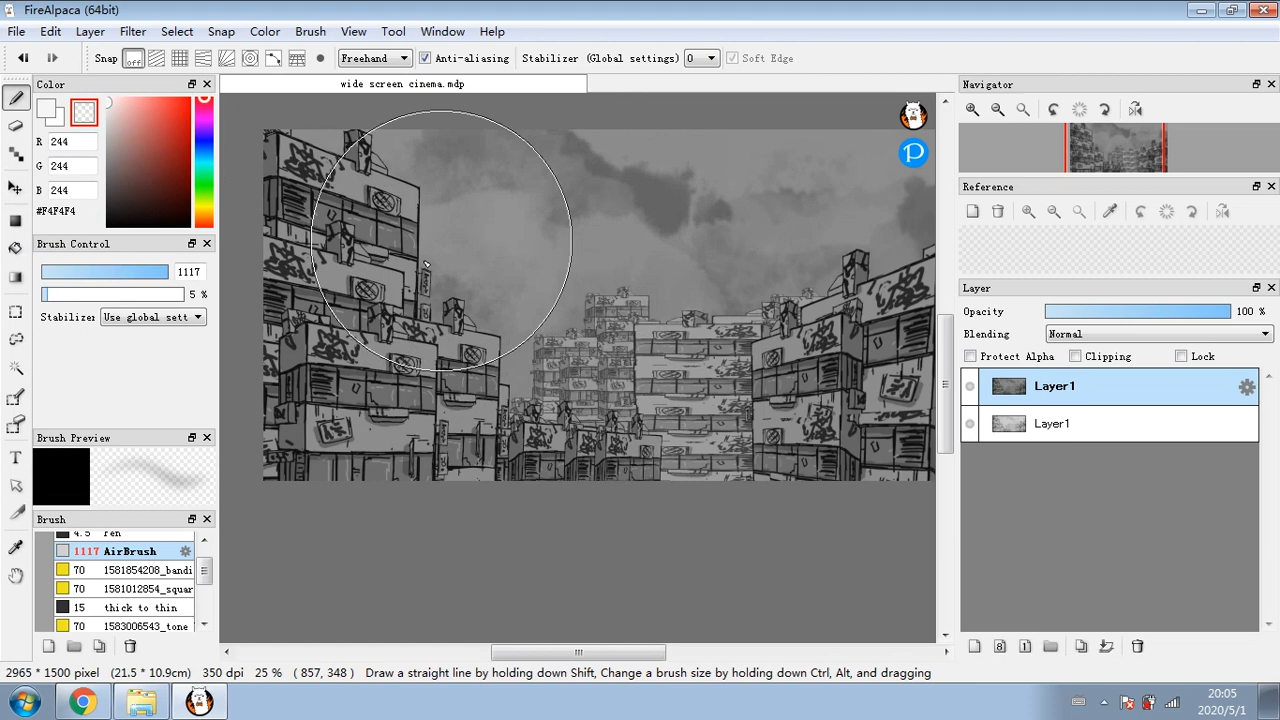 FireAlpaca (64bit)
File Edit Layer Filter Select Snap Color Brush View Tool Window Help
Snap off Freehand Anti-aliasing Stabilizer (Global settings) 0 Soft Edge
Color
wide screen cinema.mdp
Navigator
R 244
G 244
B 244
#F4F4F4
Reference
Brush Control
1117
5 %
Stabilizer Use global sett
Layer
Opacity 100 %
Blending Normal
Protect Alpha Clipping Lock
Layer1
Layer1
Brush Preview
Brush
4.5 ren
1117 AirBrush
70 1581854208_bandi
70 1581012854_squar
15 thick to thin
70 1583006543_tone
2965 * 1500 pixel (21.5 * 10.9cm) 350 dpi 25 % ( 857, 348 ) Draw a straight line by holding down Shift, Change a brush size by holding down Ctrl, Alt, and dragging
20:05
2020/5/1